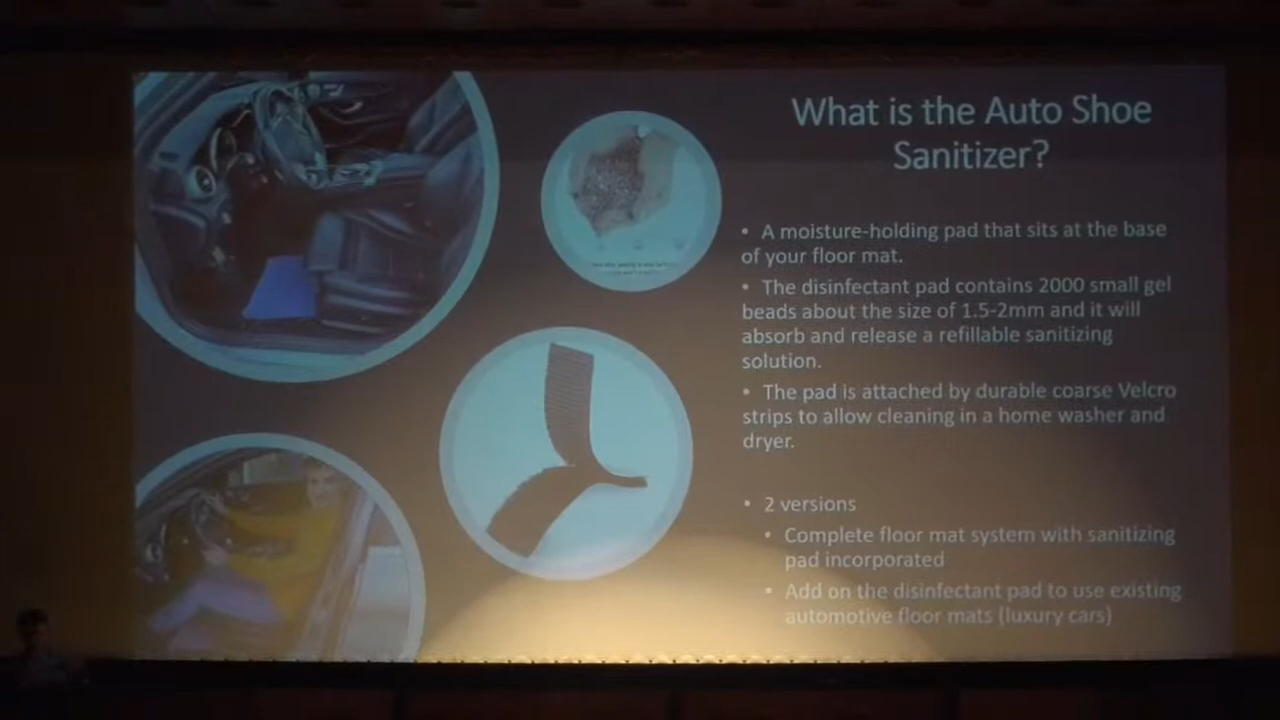 What is the Auto Shoe
Sanitizer?
• A moisture-holding pad that sits at the base
of your floor mat.
• The disinfectant pad contains 2000 small gel
beads about the size of 1.5-2mm and it will
absorb and release a refillable sanitizing
solution.
• The pad is attached by durable coarse Velcro
strips to allow cleaning in a home washer and
dryer.
• 2 versions
• Complete floor mat system with sanitizing
pad incorporated
• Add on the disinfectant pad to use existing
automotive floor mats (luxury cars)